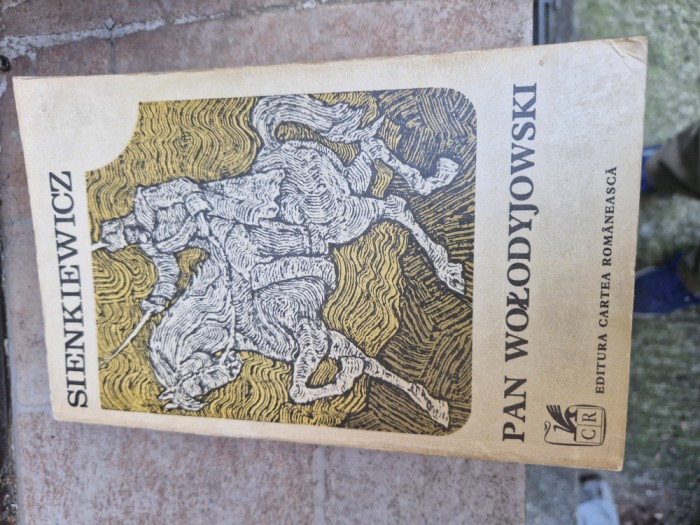 SIENKIEWICZ
PAN WOŁODYJOWSKI
CR
EDITURA CARTEA ROMÂNEASCĂ